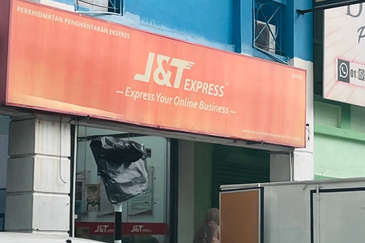 PERKHIDMATAN PENGHANTARAN EKSPRES
J&T EXPRESS
— Express Your Online Business —
J&T EXPRESS
J&T EXPRESS